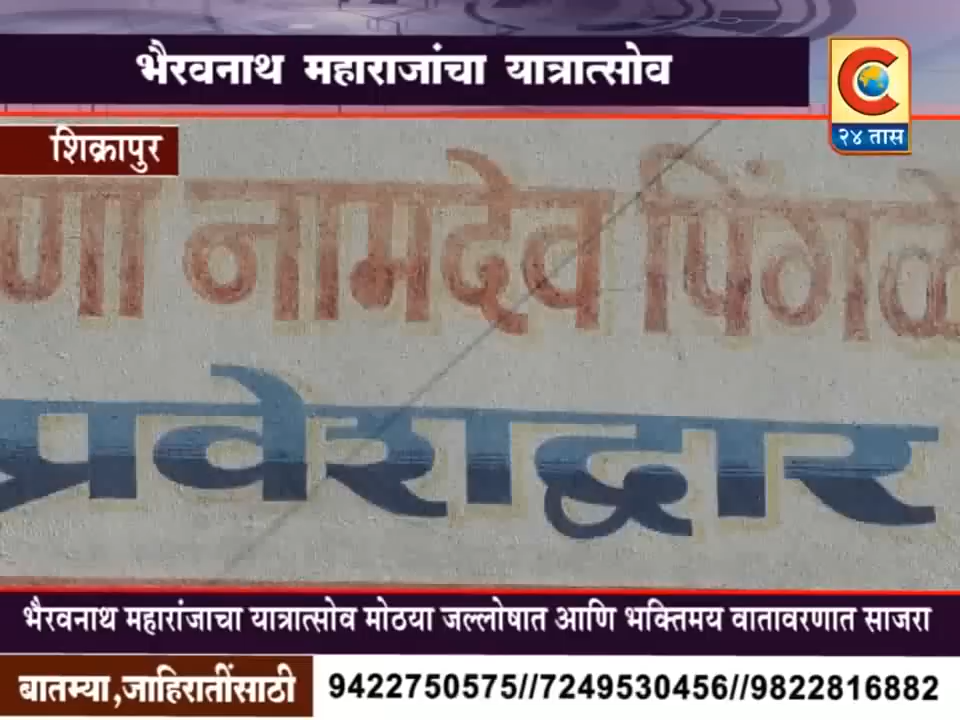 भैरवनाथ महाराजांचा यात्रात्सोव
C
२४ तास
शिक्रापुर
णा नामदेव पिंगळे
प्रवेशद्वार
भैरवनाथ महारांजाचा यात्रात्सोव मोठया जल्लोषात आणि भक्तिमय वातावरणात साजरा
बातम्या,जाहिरातींसाठी
9422750575//7249530456//9822816882